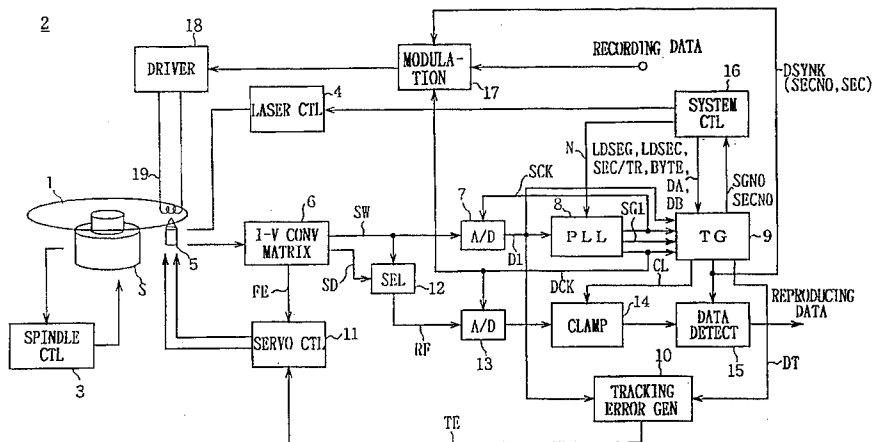 2
18
DRIVER
MODULA-
TION
17
RECORDING DATA
DSYNK
(SECNO, SEC)
4
LASER CTL
16
SYSTEM
CTL
N
LDSEG, LDSEC,
SEC/TR, BYTE,
DA,
DB
SGNO
SECNO
19
1
SCK
6
I-V CONV
MATRIX
SW
7
A/D
D1
8
PLL
SG1
TG
9
5
S
SD
SEL
12
DCK
CL
FE
RF
A/D
13
CLAMP
14
DATA
DETECT
15
REPRODUCING
DATA
SPINDLE
CTL
3
SERVO CTL
11
10
TRACKING
ERROR GEN
DT
TE